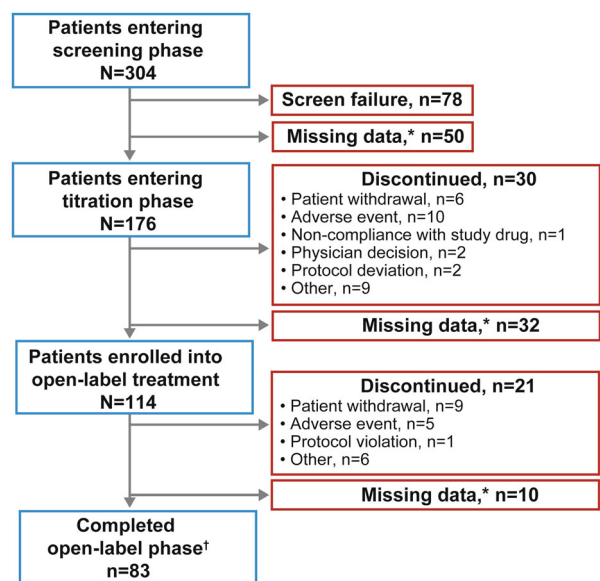 Patients entering
screening phase
N=304
Screen failure, n=78
Missing data,* n=50
Patients entering
titration phase
N=176
Discontinued, n=30
• Patient withdrawal, n=6
• Adverse event, n=10
• Non-compliance with study drug, n=1
• Physician decision, n=2
• Protocol deviation, n=2
• Other, n=9
Missing data,* n=32
Patients enrolled into
open-label treatment
N=114
Discontinued, n=21
• Patient withdrawal, n=9
• Adverse event, n=5
• Protocol violation, n=1
• Other, n=6
Missing data,* n=10
Completed
open-label phase†
n=83